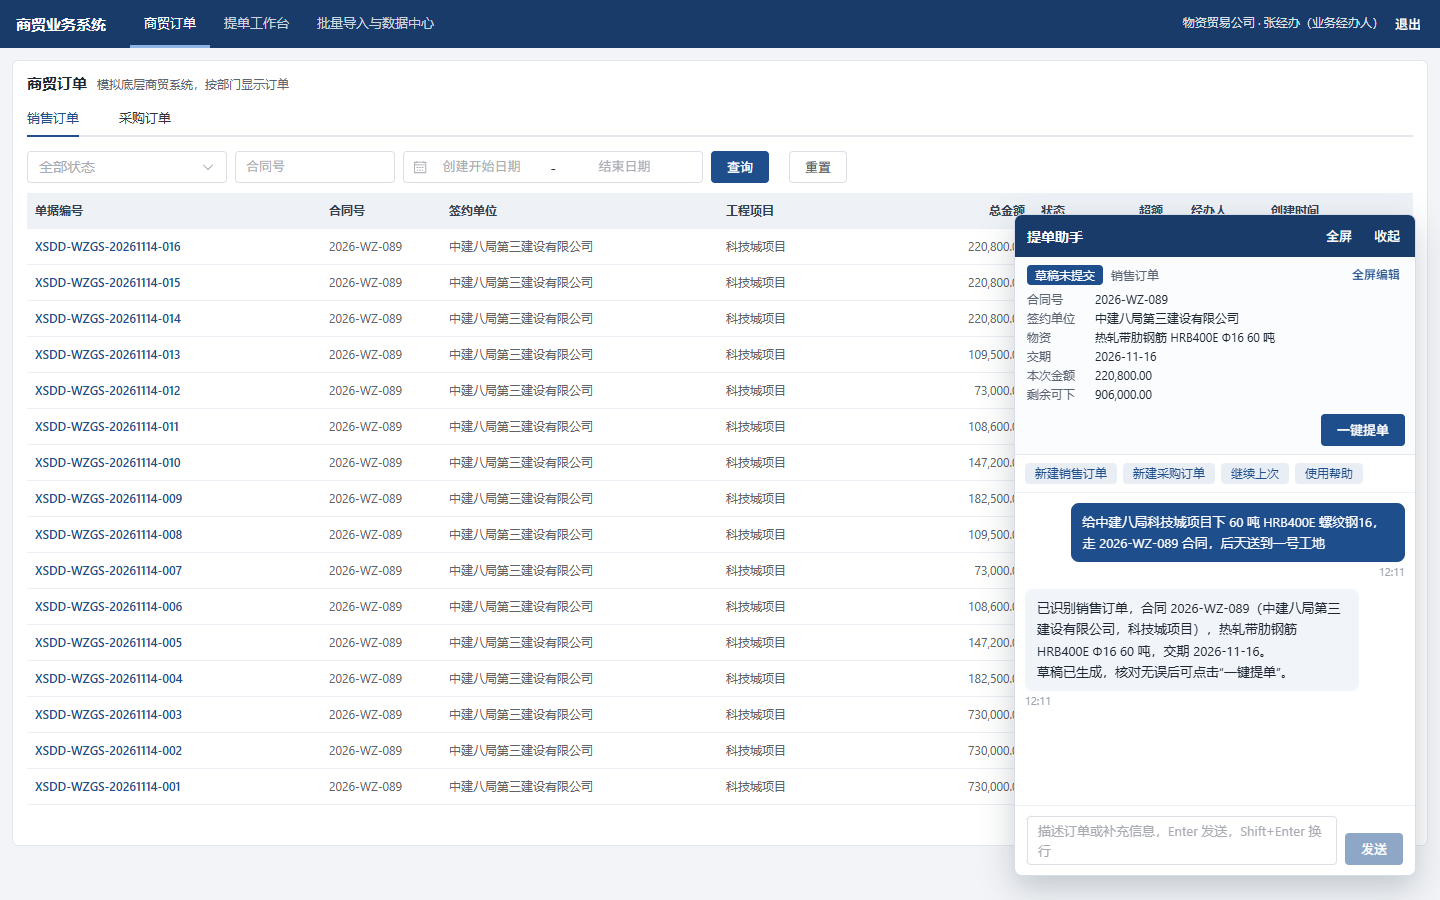 商贸业务系统 商贸订单 提单工作台 批量导入与数据中心 物资贸易公司 · 张经办（业务经办人） 退出
商贸订单 模拟底层商贸系统，按部门显示订单
销售订单 采购订单
全部状态 合同号 创建开始日期 - 结束日期 查询 重置
单据编号 合同号 签约单位 工程项目 总金额 状态 超额 经办人 创建时间
XSDD-WZGS-20261114-016 2026-WZ-089 中建八局第三建设有限公司 科技城项目 220,800.
XSDD-WZGS-20261114-015 2026-WZ-089 中建八局第三建设有限公司 科技城项目 220,800.
XSDD-WZGS-20261114-014 2026-WZ-089 中建八局第三建设有限公司 科技城项目 220,800.
XSDD-WZGS-20261114-013 2026-WZ-089 中建八局第三建设有限公司 科技城项目 109,500.
XSDD-WZGS-20261114-012 2026-WZ-089 中建八局第三建设有限公司 科技城项目 73,000.
XSDD-WZGS-20261114-011 2026-WZ-089 中建八局第三建设有限公司 科技城项目 108,600.
XSDD-WZGS-20261114-010 2026-WZ-089 中建八局第三建设有限公司 科技城项目 147,200.
XSDD-WZGS-20261114-009 2026-WZ-089 中建八局第三建设有限公司 科技城项目 182,500.
XSDD-WZGS-20261114-008 2026-WZ-089 中建八局第三建设有限公司 科技城项目 109,500.
XSDD-WZGS-20261114-007 2026-WZ-089 中建八局第三建设有限公司 科技城项目 73,000.
XSDD-WZGS-20261114-006 2026-WZ-089 中建八局第三建设有限公司 科技城项目 108,600.
XSDD-WZGS-20261114-005 2026-WZ-089 中建八局第三建设有限公司 科技城项目 147,200.
XSDD-WZGS-20261114-004 2026-WZ-089 中建八局第三建设有限公司 科技城项目 182,500.
XSDD-WZGS-20261114-003 2026-WZ-089 中建八局第三建设有限公司 科技城项目 730,000.
XSDD-WZGS-20261114-002 2026-WZ-089 中建八局第三建设有限公司 科技城项目 730,000.
XSDD-WZGS-20261114-001 2026-WZ-089 中建八局第三建设有限公司 科技城项目 730,000.
提单助手 全屏 收起
草稿未提交 销售订单 全屏编辑
合同号 2026-WZ-089
签约单位 中建八局第三建设有限公司
物资 热轧带肋钢筋 HRB400E Φ16 60 吨
交期 2026-11-16
本次金额 220,800.00
剩余可下 906,000.00
一键提单
新建销售订单 新建采购订单 继续上次 使用帮助
给中建八局科技城项目下 60 吨 HRB400E 螺纹钢16，
走 2026-WZ-089 合同，后天送到一号工地
12:11
已识别销售订单，合同 2026-WZ-089（中建八局第三
建设有限公司，科技城项目），热轧带肋钢筋
HRB400E Φ16 60 吨，交期 2026-11-16。
草稿已生成，核对无误后可点击“一键提单”。
12:11
描述订单或补充信息，Enter 发送，Shift+Enter 换
行
发送